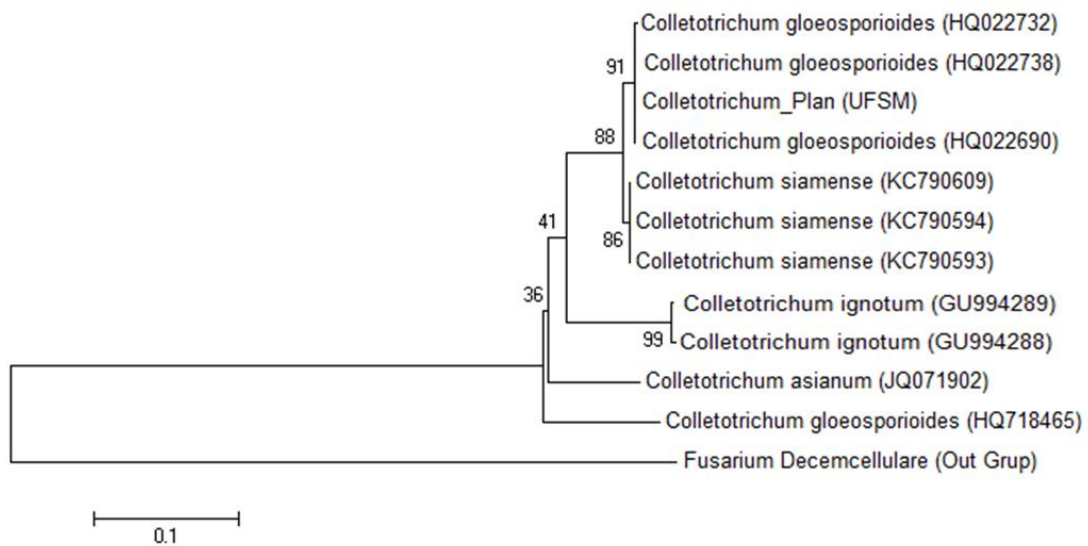 Colletotrichum gloeosporioides (HQ022732)
91
Colletotrichum gloeosporioides (HQ022738)
Colletotrichum_Plan (UFSM)
88
Colletotrichum gloeosporioides (HQ022690)
Colletotrichum siamense (KC790609)
41
Colletotrichum siamense (KC790594)
86
Colletotrichum siamense (KC790593)
36
Colletotrichum ignotum (GU994289)
99
Colletotrichum ignotum (GU994288)
Colletotrichum asianum (JQ071902)
Colletotrichum gloeosporioides (HQ718465)
Fusarium Decemcellulare (Out Grup)
0.1